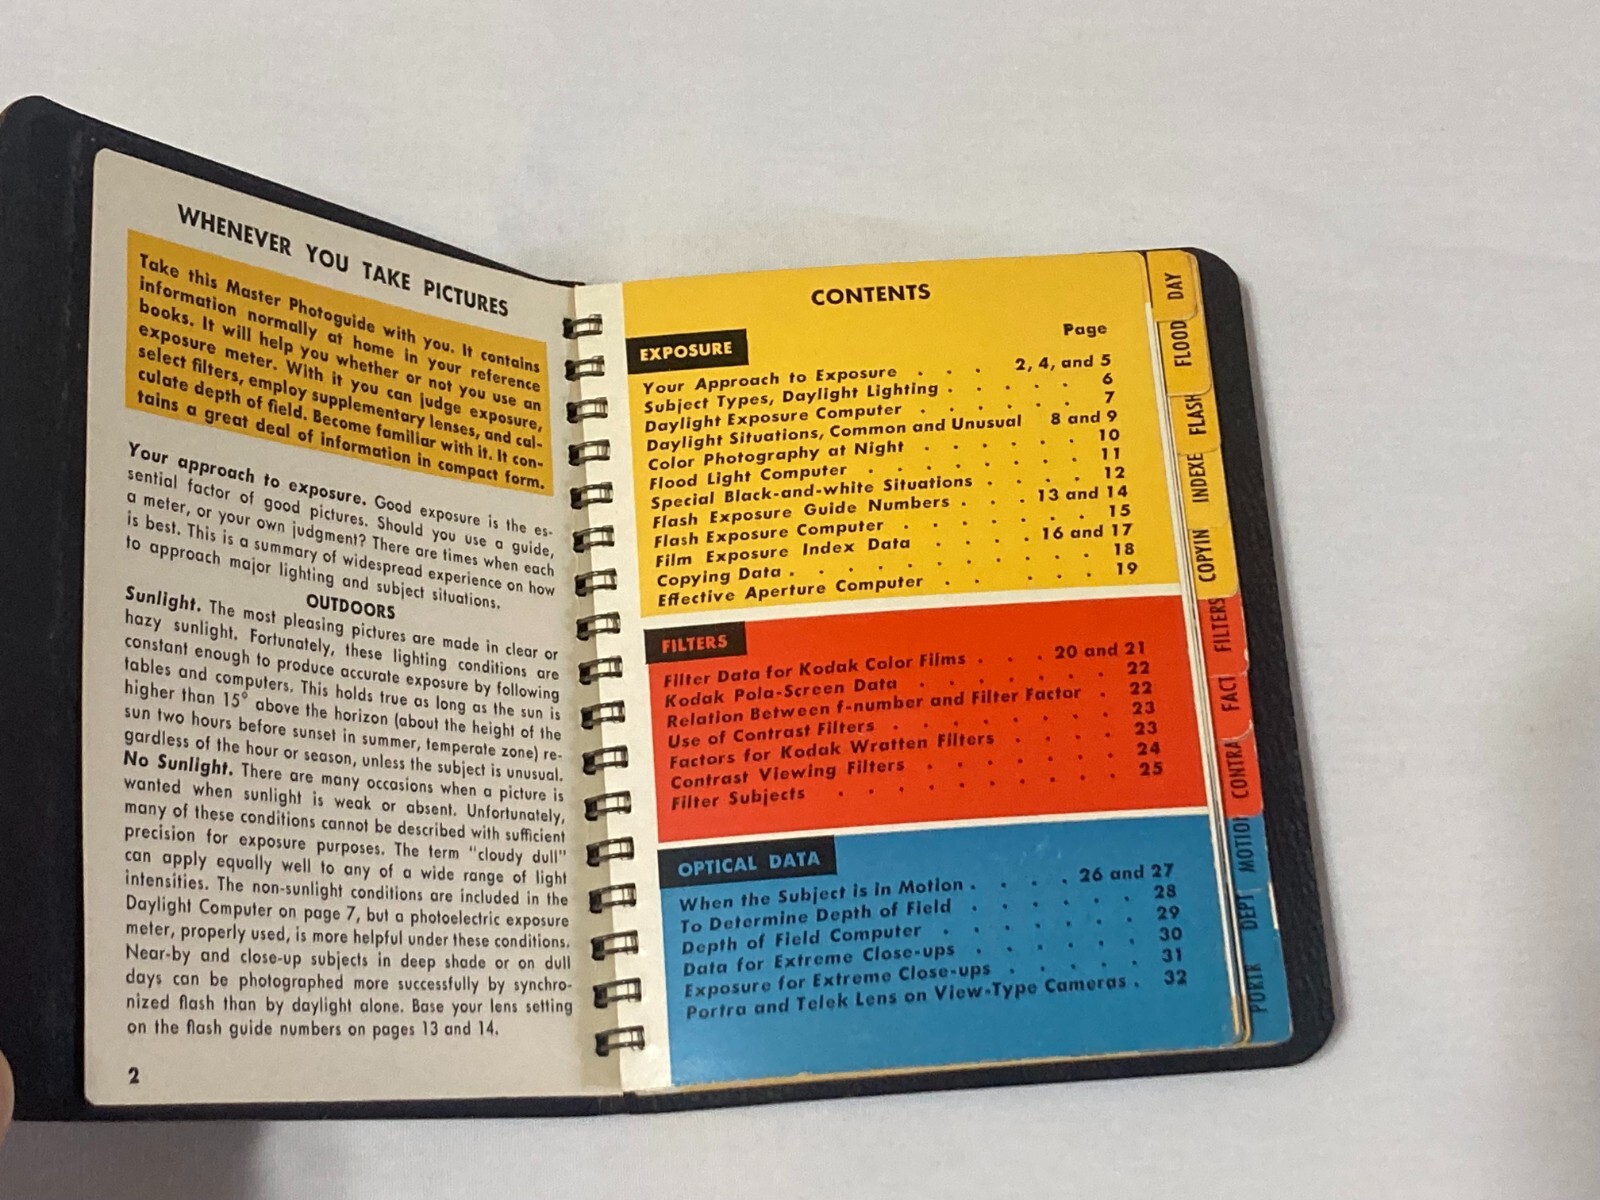 WHENEVER YOU TAKE PICTURES
Take this Master Photoguide with you. It contains
information normally at home in your reference
books. It will help you whether or not you use an
exposure meter. With it you can judge exposure,
select filters, employ supplementary lenses, and cal-
culate depth of field. Become familiar with it. It con-
tains a great deal of information in compact form.
Your approach to exposure. Good exposure is the es-
sential factor of good pictures. Should you use a guide,
a meter, or your own judgment? There are times when each
is best. This is a summary of widespread experience on how
to approach major lighting and subject situations.
OUTDOORS
Sunlight. The most pleasing pictures are made in clear or
hazy sunlight. Fortunately, these lighting conditions are
constant enough to produce accurate exposure by following
tables and computers. This holds true as long as the sun is
higher than 15° above the horizon (about the height of the
sun two hours before sunset in summer, temperate zone) re-
gardless of the hour or season, unless the subject is unusual.
No Sunlight. There are many occasions when a picture is
wanted when sunlight is weak or absent. Unfortunately,
many of these conditions cannot be described with sufficient
precision for exposure purposes. The term "cloudy dull"
can apply equally well to any of a wide range of light
intensities. The non-sunlight conditions are included in the
Daylight Computer on page 7, but a photoelectric exposure
meter, properly used, is more helpful under these conditions.
Near-by and close-up subjects in deep shade or on dull
days can be photographed more successfully by synchro-
nized flash than by daylight alone. Base your lens setting
on the flash guide numbers on pages 13 and 14.
2
CONTENTS
Page
EXPOSURE
Your Approach to Exposure . . . 2, 4, and 5
Subject Types, Daylight Lighting . . . . . 6
Daylight Exposure Computer . . . . . . 7
Daylight Situations, Common and Unusual 8 and 9
Color Photography at Night . . . . . . 10
Flood Light Computer . . . . . . . . 11
Special Black-and-white Situations . . . . 12
Flash Exposure Guide Numbers . . . 13 and 14
Flash Exposure Computer . . . . . . . 15
Film Exposure Index Data . . . . 16 and 17
Copying Data . . . . . . . . . . . 18
Effective Aperture Computer . . . . . . 19
FILTERS
Filter Data for Kodak Color Films . . . 20 and 21
Kodak Pola-Screen Data . . . . . . . 22
Relation Between f-number and Filter Factor . 22
Use of Contrast Filters . . . . . . . . 23
Factors for Kodak Wratten Filters . . . . 23
Contrast Viewing Filters . . . . . . . 24
Filter Subjects . . . . . . . . . . 25
OPTICAL DATA
When the Subject is in Motion . . . . 26 and 27
To Determine Depth of Field . . . . . . 28
Depth of Field Computer . . . . . . . 29
Data for Extreme Close-ups . . . . . . 30
Exposure for Extreme Close-ups . . . . . 31
Portra and Telek Lens on View-Type Cameras . 32
DAY
FLOOD
FLASH
INDEXE
COPYIN
FILTERS
FACT
CONTRA
MOTIO
DEPT
PORTR